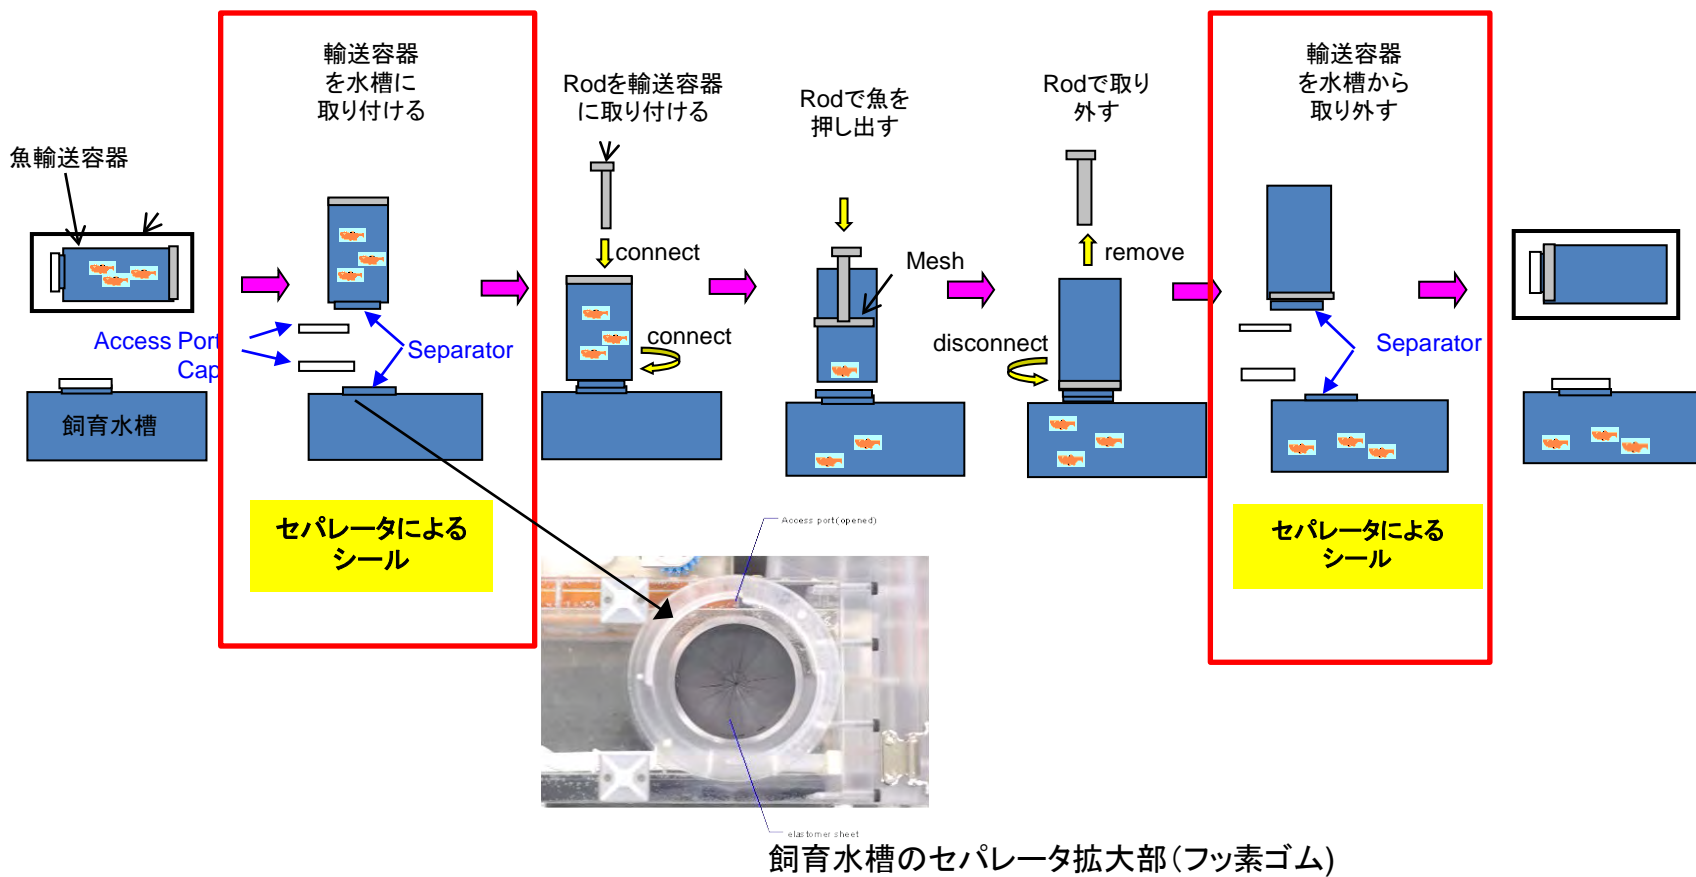 輸送容器
を水槽に
取り付ける
Rodを輸送容器
に取り付ける
Rodで魚を
押し出す
Rodで取り
外す
輸送容器
を水槽から
取り外す
魚輸送容器
connect
Mesh
remove
Access Port
Cap
Separator
connect
disconnect
Separator
飼育水槽
セパレータによる
シール
セパレータによる
シール
Access port(opened)
elastomer sheet
飼育水槽のセパレータ拡大部(フッ素ゴム)